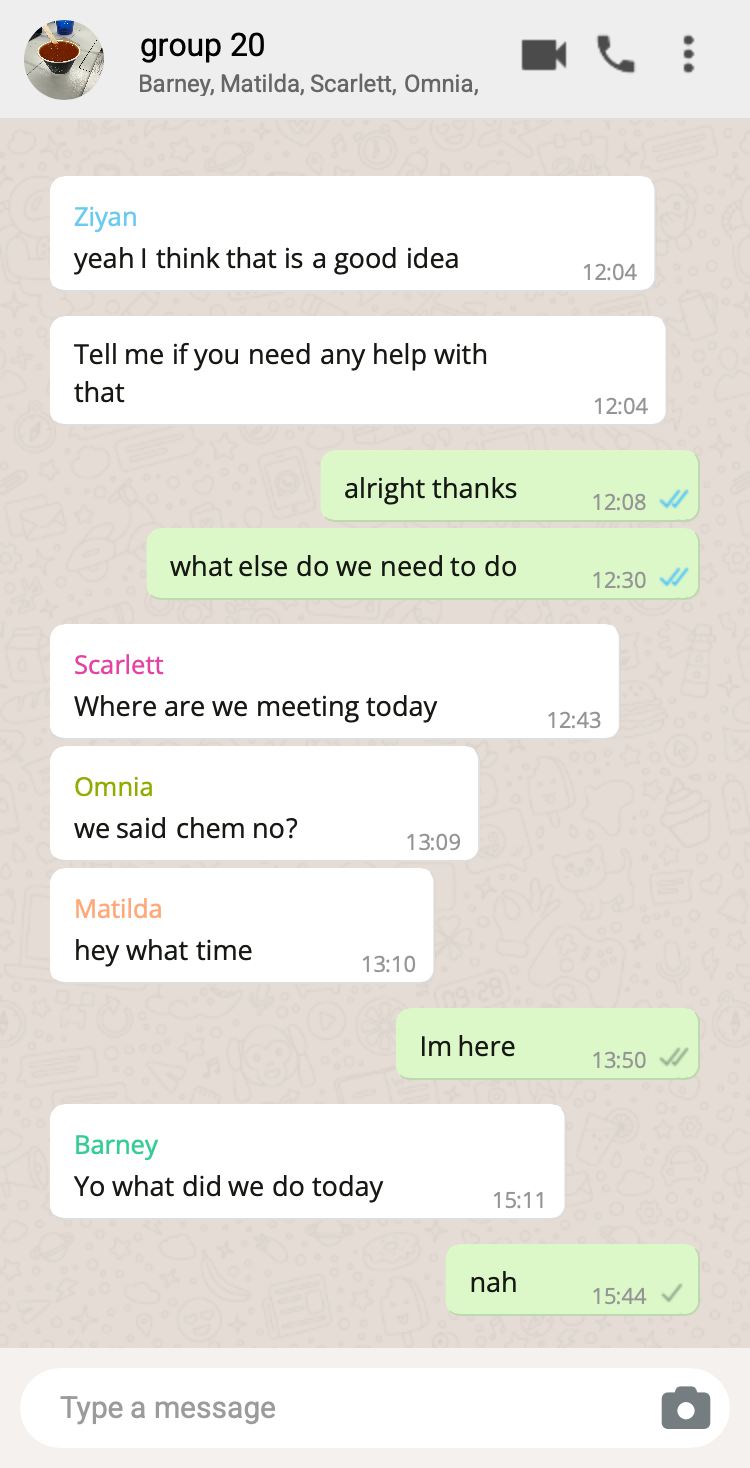 group 20
Barney, Matilda, Scarlett, Omnia,
Ziyan
yeah I think that is a good idea
12:04
Tell me if you need any help with
that
12:04
alright thanks
12:08
what else do we need to do
12:30
Scarlett
Where are we meeting today
12:43
Omnia
we said chem no?
13:09
Matilda
hey what time
13:10
Im here
13:50
Barney
Yo what did we do today
15:11
nah
15:44
Type a message